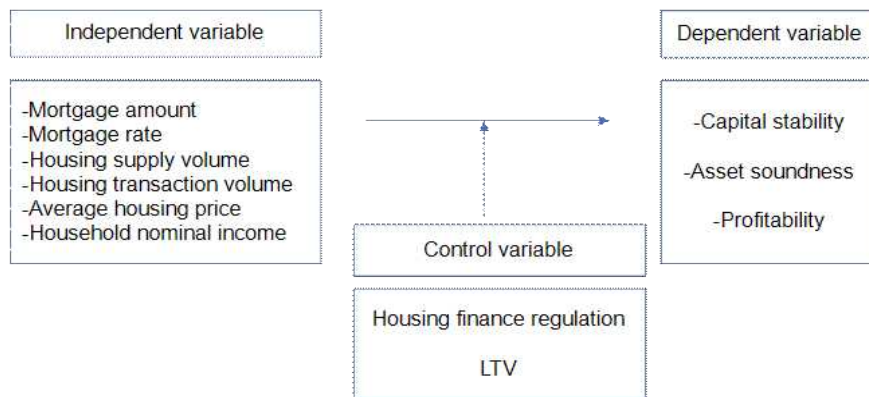 Independent variable
-Mortgage amount
-Mortgage rate
-Housing supply volume
-Housing transaction volume
-Average housing price
-Household nominal income
Control variable
Housing finance regulation
LTV
Dependent variable
-Capital stability
-Asset soundness
-Profitability